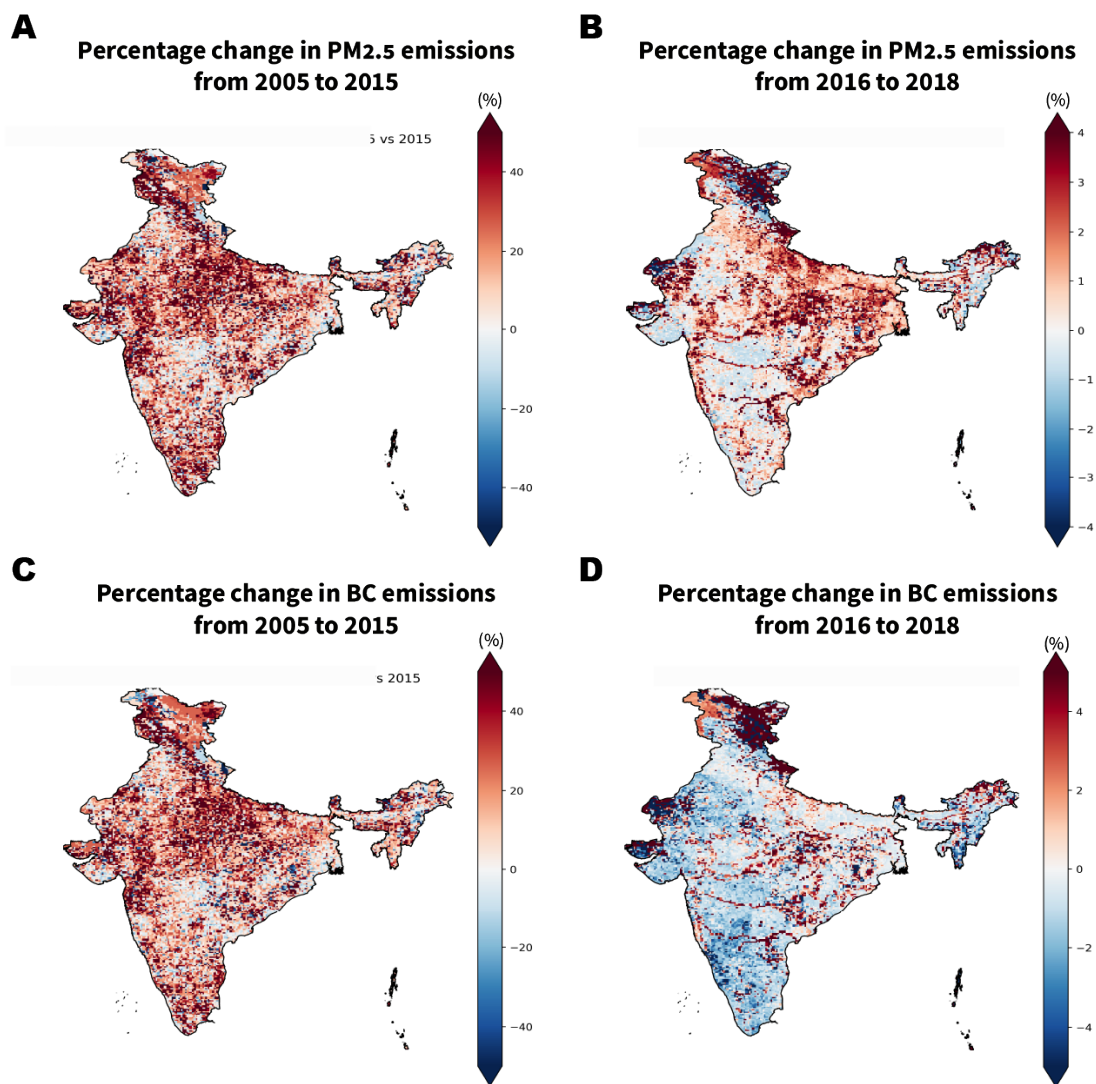 A
Percentage change in PM2.5 emissions
from 2005 to 2015
(%)
5 vs 2015
40
20
0
−20
−40
B
Percentage change in PM2.5 emissions
from 2016 to 2018
(%)
4
3
2
1
0
−1
−2
−3
−4
C
Percentage change in BC emissions
from 2005 to 2015
(%)
s 2015
40
20
0
−20
−40
D
Percentage change in BC emissions
from 2016 to 2018
(%)
4
2
0
−2
−4